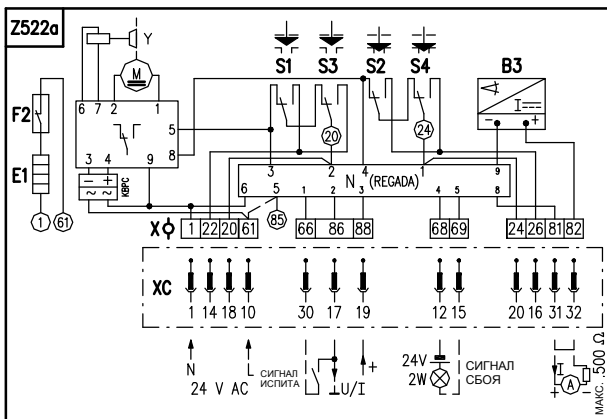 Z522a
Y
M
6 7 2 1
S1 S3 S2 S4 B3
I
- +
F2
E1
5
8
3 4 9
- ~
+ ~
КВРС
20
24
3 2 4 1 9
N (REGADA)
6 5 1 2 3 4 5 8
1 61
85
X 1 22 20 61 66 86 88 68 69 24 26 81 82
XC
1 14 18 10 30 17 19 12 15 20 16 31 32
N L
24 V AC
СИГНАЛ
ИСПИТА
U/I
+
24V
2W
СИГНАЛ
СБОЯ
I
+ A -
МАКС. 500 Ω